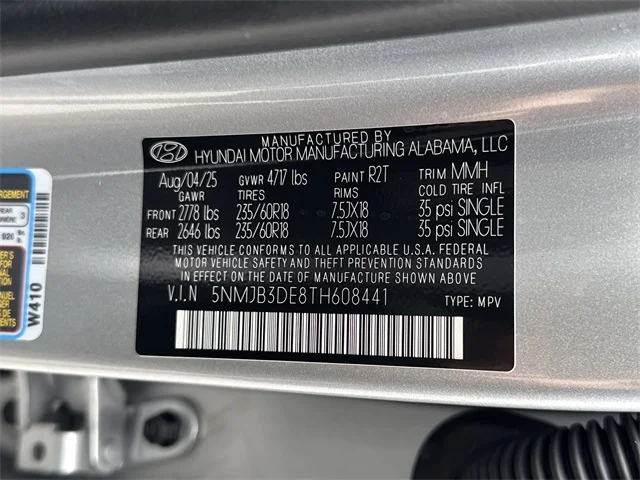 MANUFACTURED BY
HYUNDAI MOTOR MANUFACTURING ALABAMA, LLC
Aug/04/25 GVWR 4717 lbs PAINT R2T TRIM MMH
GAWR TIRES RIMS COLD TIRE INFL
FRONT 2778 lbs 235/60R18 7.5JX18 35 psi SINGLE
REAR 2646 lbs 235/60R18 7.5JX18 35 psi SINGLE
THIS VEHICLE CONFORMS TO ALL APPLICABLE U.S.A. FEDERAL
MOTOR VEHICLE SAFETY AND THEFT PREVENTION STANDARDS
IN EFFECT ON THE DATE OF MANUFACTURE SHOWN ABOVE
V.I.N 5NMJB3DE8TH608441 TYPE: MPV
W410